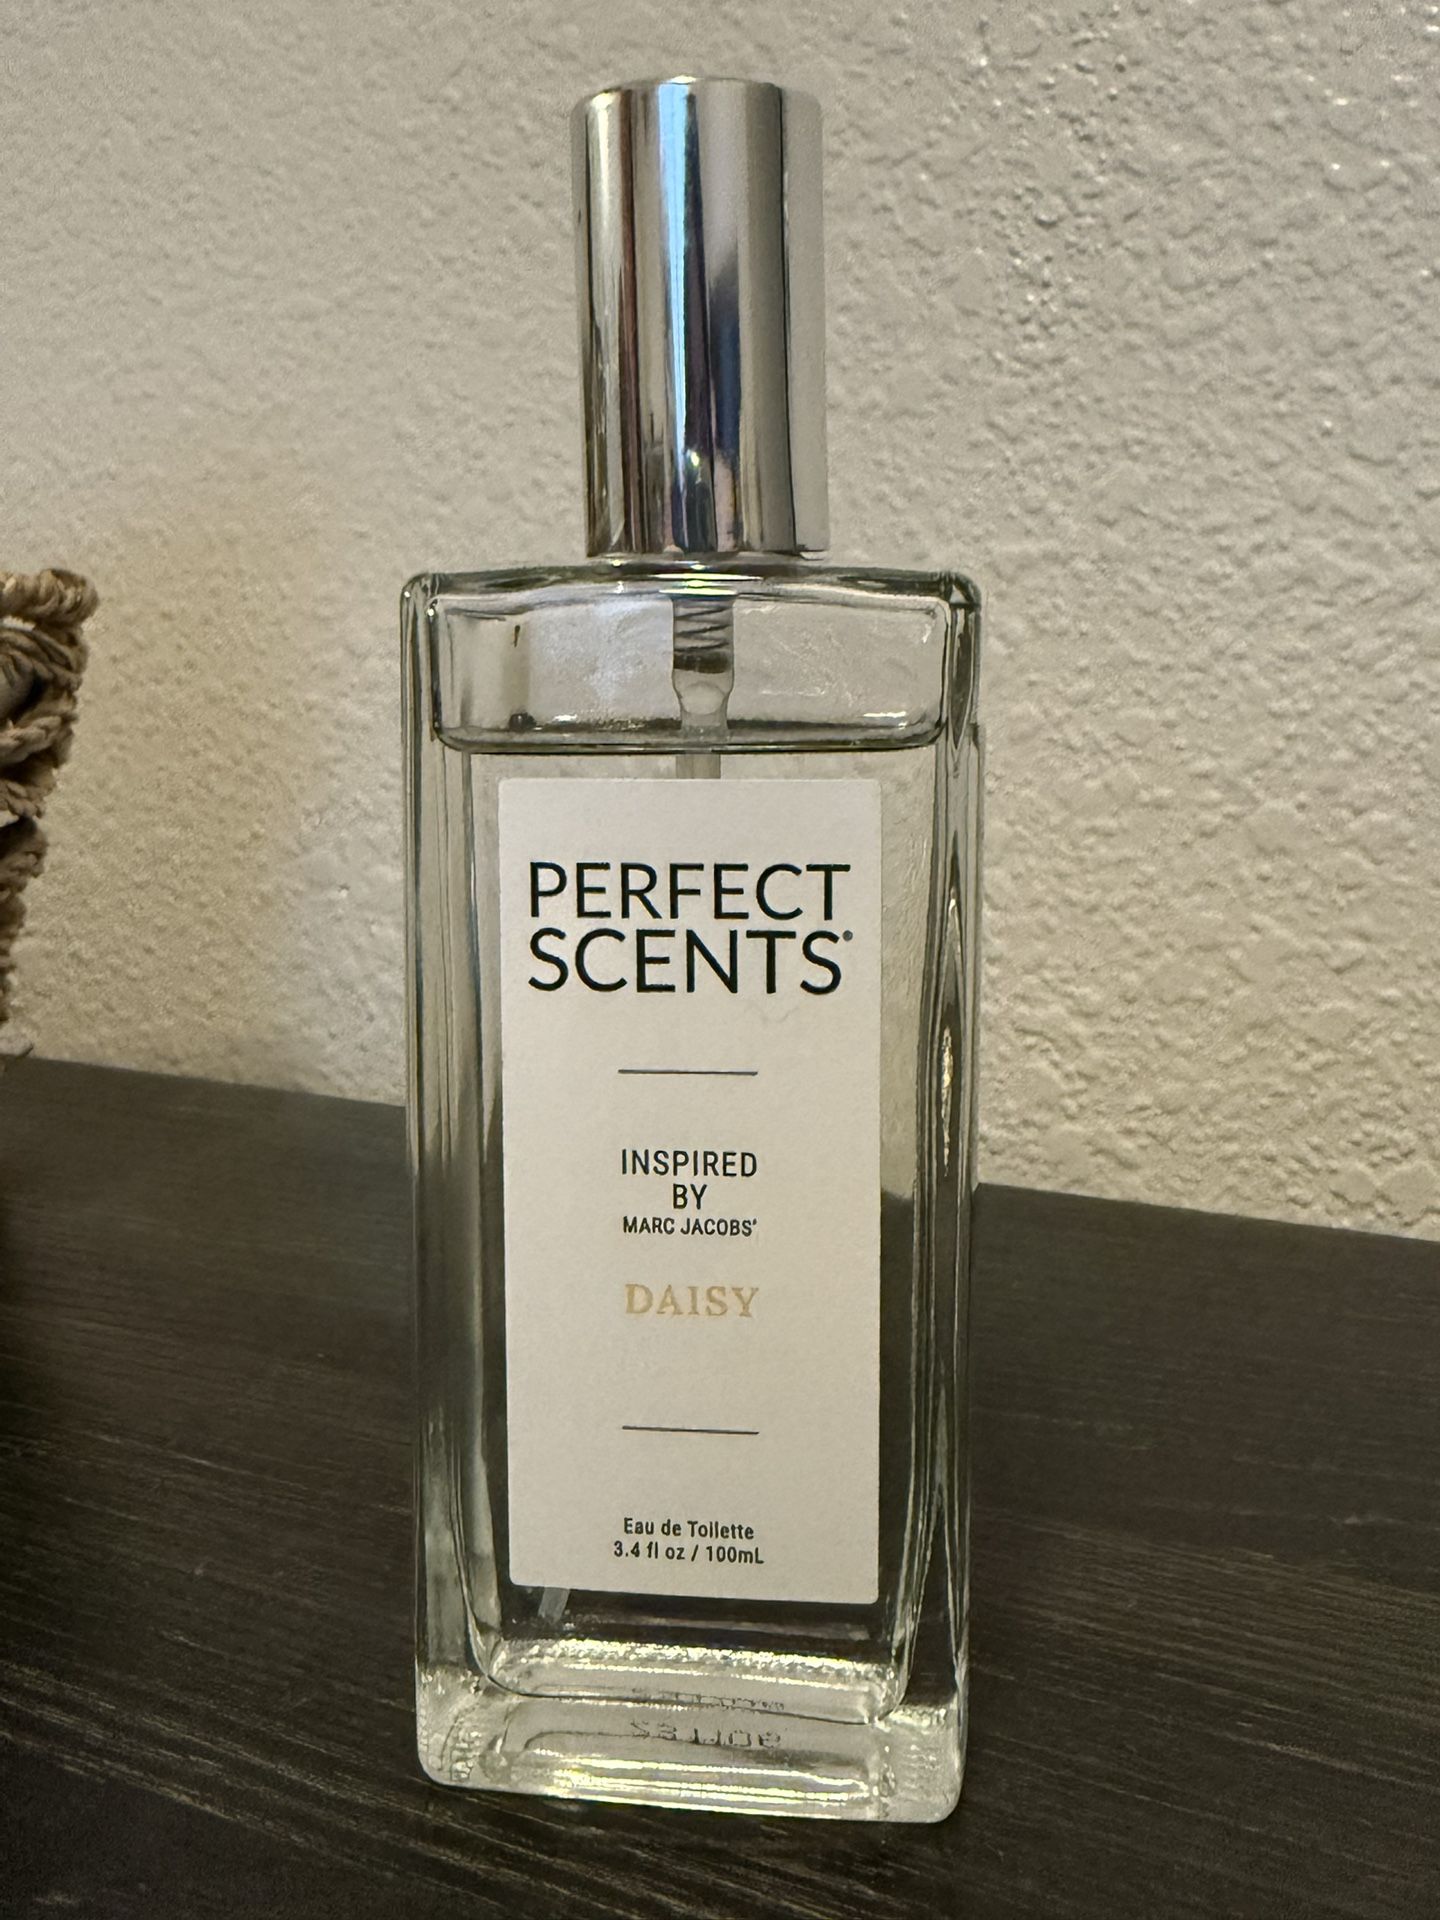 PERFECT
SCENTS®
INSPIRED
BY
MARC JACOBS'
DAISY
Eau de Toilette
3.4 fl oz / 100mL